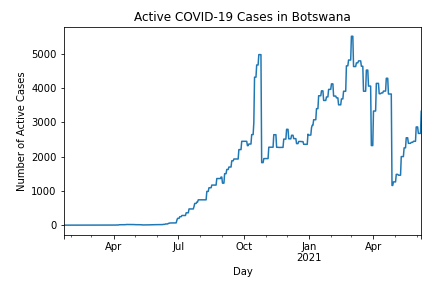 Active COVID-19 Cases in Botswana
Number of Active Cases
5000
4000
3000
2000
1000
0
Apr
Jul
Oct
Jan
2021
Apr
Day